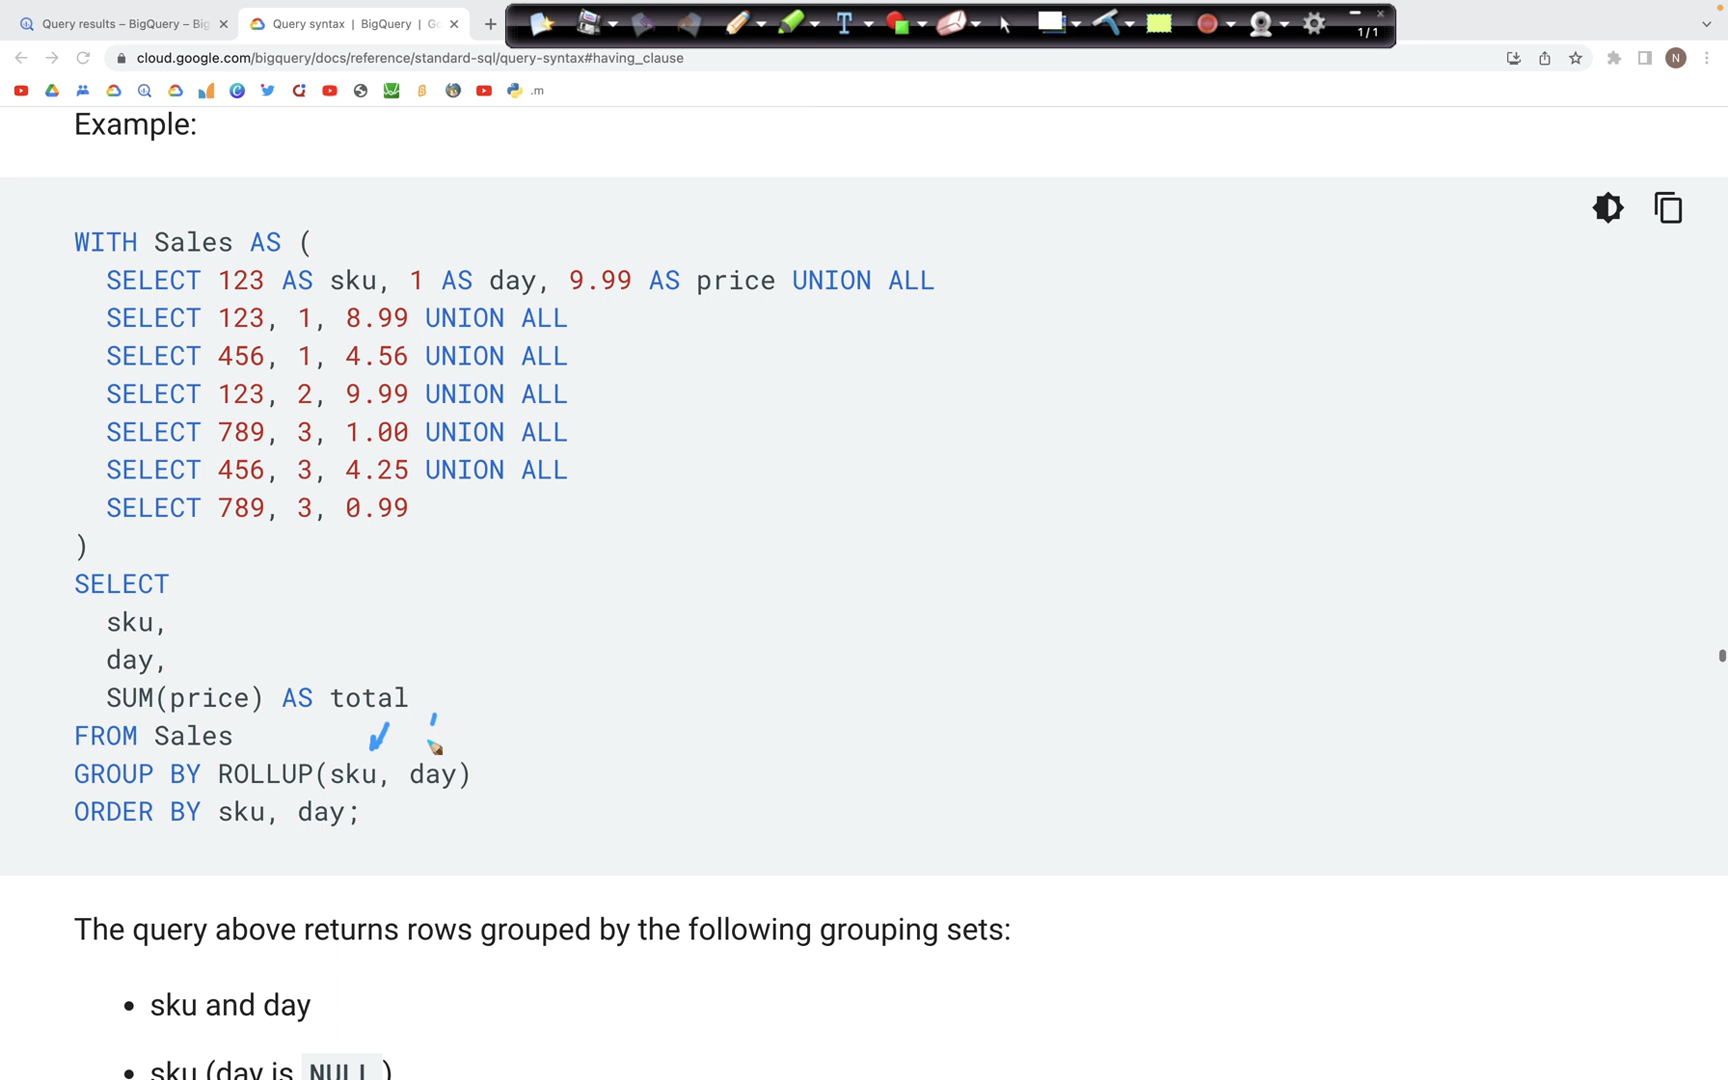 Query results – BigQuery – Big
Query syntax | BigQuery | Go
T
1/1
cloud.google.com/bigquery/docs/reference/standard-sql/query-syntax#having_clause
N
.m
Example:
WITH Sales AS (
SELECT 123 AS sku, 1 AS day, 9.99 AS price UNION ALL
SELECT 123, 1, 8.99 UNION ALL
SELECT 456, 1, 4.56 UNION ALL
SELECT 123, 2, 9.99 UNION ALL
SELECT 789, 3, 1.00 UNION ALL
SELECT 456, 3, 4.25 UNION ALL
SELECT 789, 3, 0.99
)
SELECT
sku,
day,
SUM(price) AS total
FROM Sales
GROUP BY ROLLUP(sku, day)
ORDER BY sku, day;
The query above returns rows grouped by the following grouping sets:
• sku and day
• sku (day is NULL)